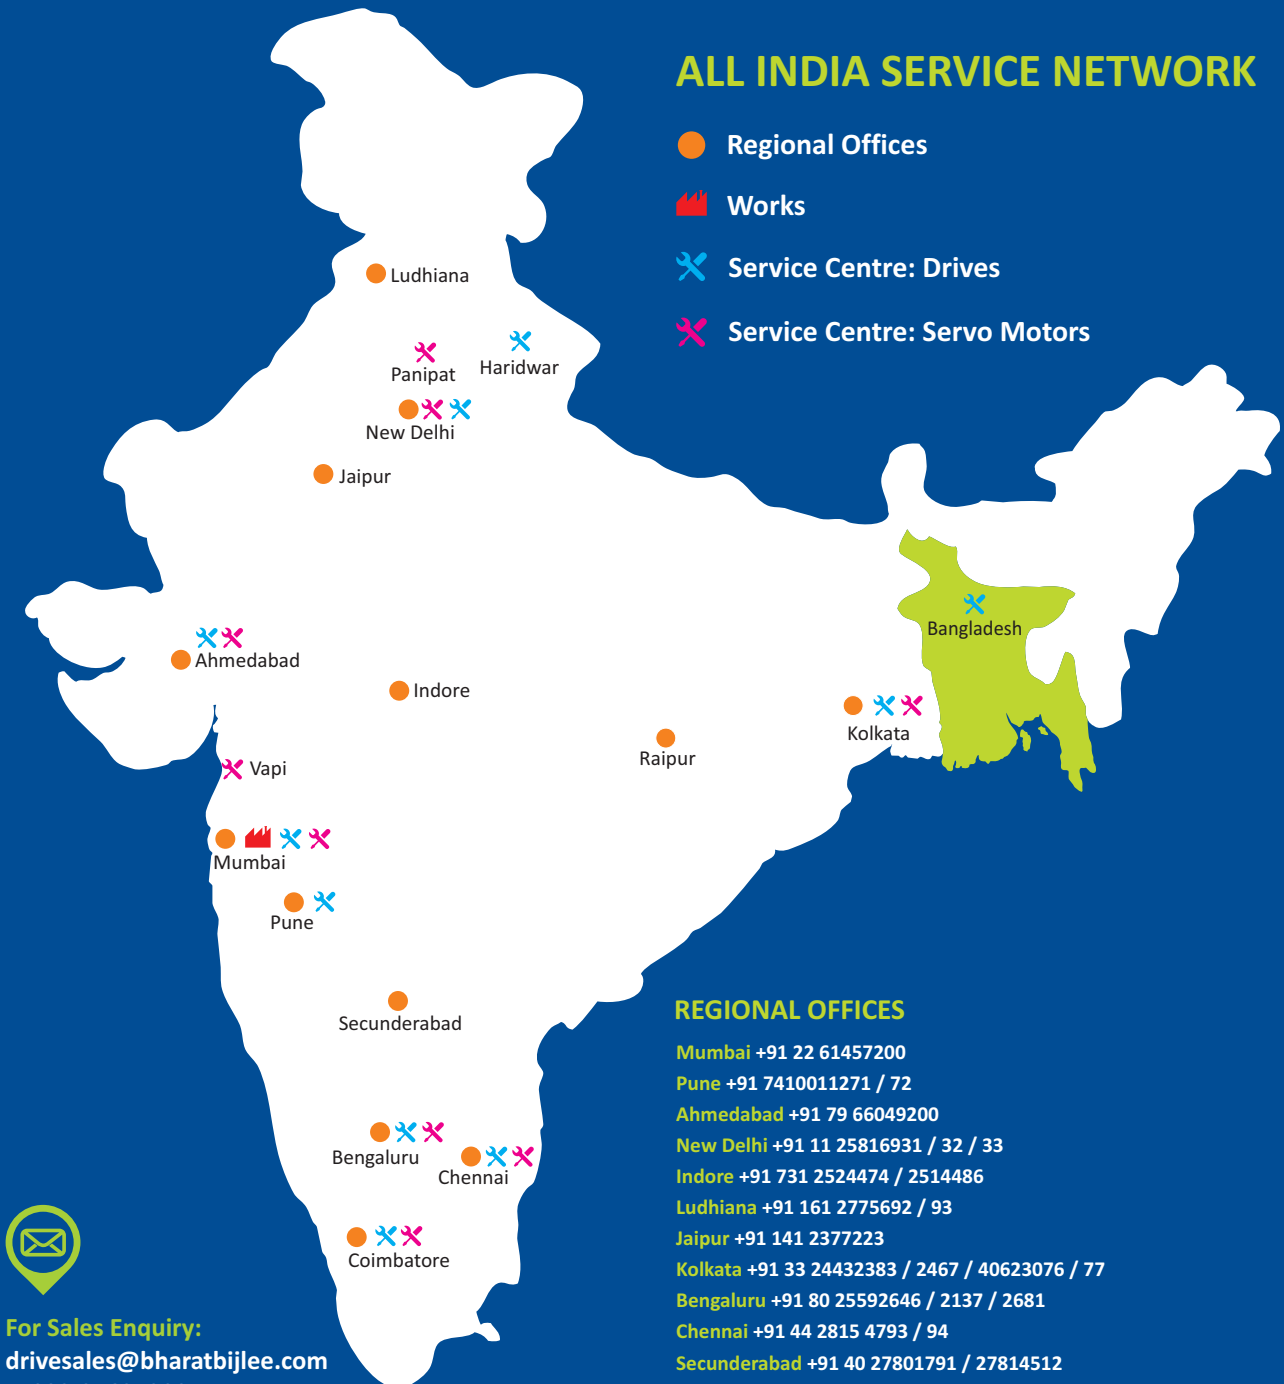 ALL INDIA SERVICE NETWORK
Regional Offices
Works
Service Centre: Drives
Service Centre: Servo Motors
Ludhiana
Panipat
Haridwar
New Delhi
Jaipur
Bangladesh
Ahmedabad
Indore
Kolkata
Raipur
Vapi
Mumbai
Pune
Secunderabad
Bengaluru
Chennai
Coimbatore
REGIONAL OFFICES
Mumbai +91 22 61457200
Pune +91 7410011271 / 72
Ahmedabad +91 79 66049200
New Delhi +91 11 25816931 / 32 / 33
Indore +91 731 2524474 / 2514486
Ludhiana +91 161 2775692 / 93
Jaipur +91 141 2377223
Kolkata +91 33 24432383 / 2467 / 40623076 / 77
Bengaluru +91 80 25592646 / 2137 / 2681
Chennai +91 44 2815 4793 / 94
Secunderabad +91 40 27801791 / 27814512
For Sales Enquiry:
drivesales@bharatbijlee.com